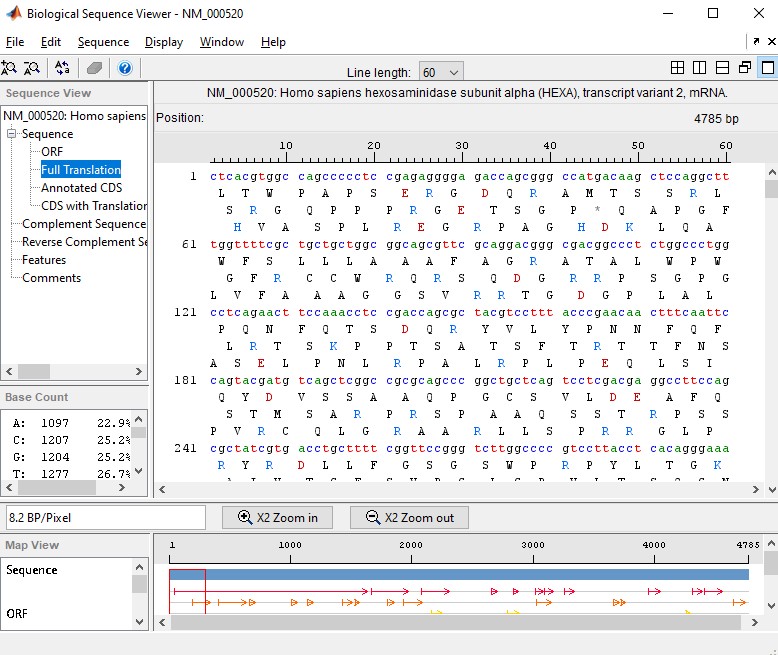 Biological Sequence Viewer - NM_000520
File Edit Sequence Display Window Help
Line length: 60
Sequence View
NM_000520: Homo sapiens
Sequence
ORF
Full Translation
Annotated CDS
CDS with Translation
Complement Sequence
Reverse Complement Se
Features
Comments
Base Count
A: 1097 22.9%
C: 1207 25.2%
G: 1204 25.2%
T: 1277 26.7%
NM_000520: Homo sapiens hexosaminidase subunit alpha (HEXA), transcript variant 2, mRNA.
Position: 4785 bp
10 20 30 40 50 60
1 ctcacgtggc cagccccctc cgagagggga gaccagcggg ccatgacaag ctccaggctt
L T W P A P S E R G D Q R A M T S S R L
S R G Q P P P R G E T S G P * Q A P G F
H V A S P L R E G R P A G H D K L Q A
61 tggttttcgc tgctgctggc ggcagcgttc gcaggacggg cgacggccct ctggccctgg
W F S L L L A A A F A G R A T A L W P W
G F R C C W R Q R S Q D G R R P S G P G
L V F A A A G G S V R R T G D G P L A L
121 cctcagaact tccaaacctc cgaccagcgc tacgtccttt acccgaacaa ctttcaattc
P Q N F Q T S D Q R Y V L Y P N N F Q F
L R T S K P P T S A T S F T R T T F N S
A S E L P N L R P A L R P L P E Q L S I
181 cagtacgatg tcagctcggc cgcgcagccc ggctgctcag tcctcgacga ggccttccag
Q Y D V S S A A Q P G C S V L D E A F Q
S T M S A R P R S P A A Q S S T R P S S
P V R C Q L G R A A R L L S P R R G L P
241 cgctatcgtg acctgctttt cggttccggg tcttggcccc gtccttacct cacagggaaa
R Y R D L L F G S G S W P R P Y L T G K
8.2 BP/Pixel X2 Zoom in X2 Zoom out
Map View
Sequence
ORF
1 1000 2000 3000 4000 4785